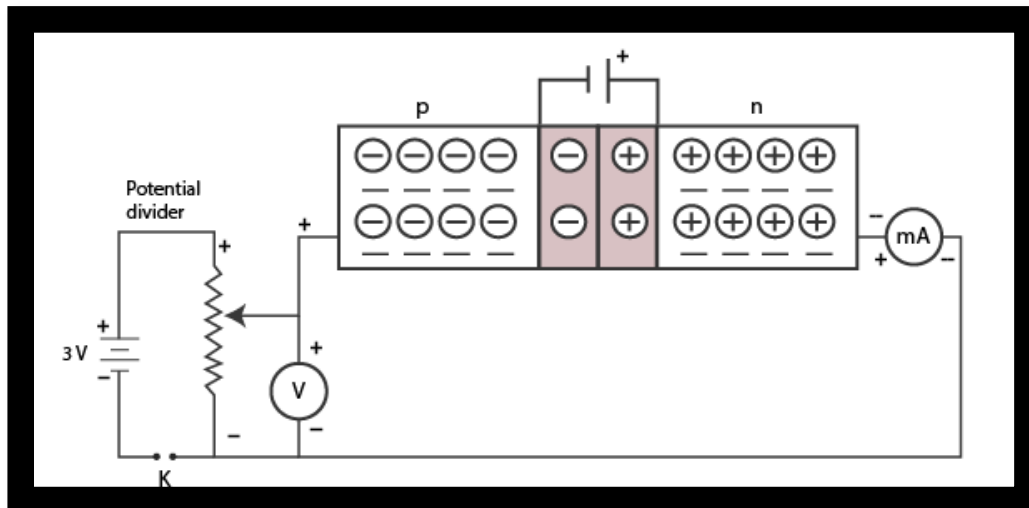 +
p
n
⊖ ⊖ ⊖ ⊖ ⊖ ⊕ ⊕ ⊕ ⊕ ⊕
— — — — — — — —
Potential
divider
⊖ ⊖ ⊖ ⊖ ⊖ ⊕ ⊕ ⊕ ⊕ ⊕
— — — — — — — —
+
+
–
mA
+
–
+
3 V
–
+
V
–
–
K